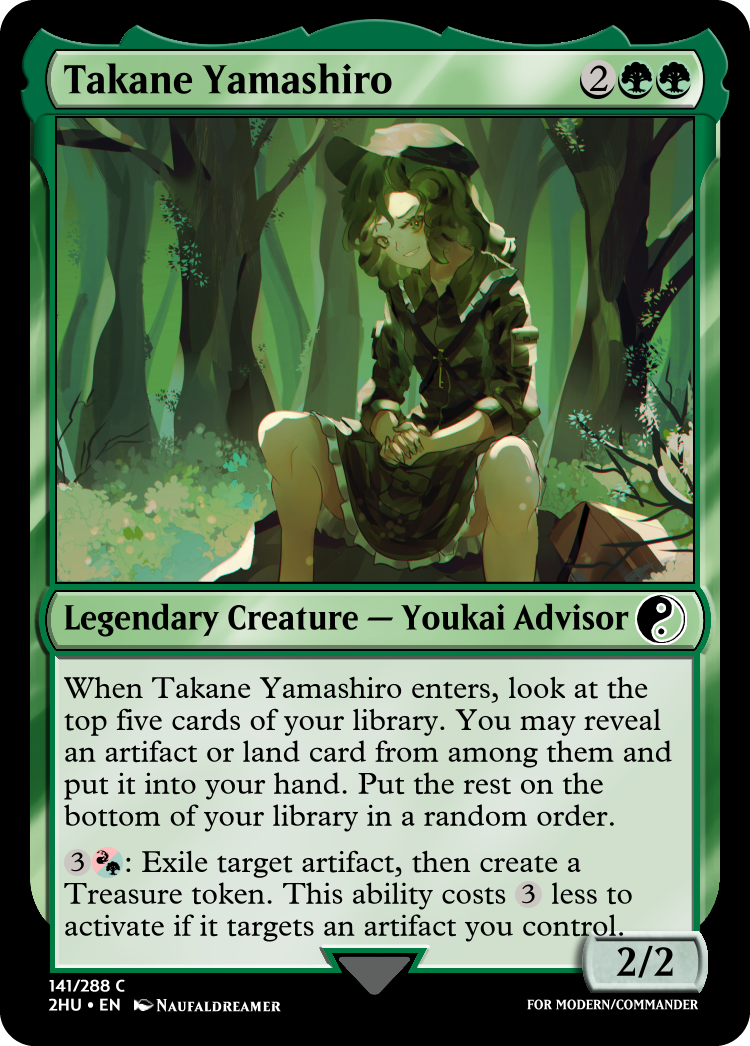 Takane Yamashiro 2
Legendary Creature — Youkai Advisor
When Takane Yamashiro enters, look at the
top five cards of your library. You may reveal
an artifact or land card from among them and
put it into your hand. Put the rest on the
bottom of your library in a random order.
3 : Exile target artifact, then create a
Treasure token. This ability costs 3 less to
activate if it targets an artifact you control.
2/2
141/288 C
2HU • EN NAUFALDREAMER
FOR MODERN/COMMANDER